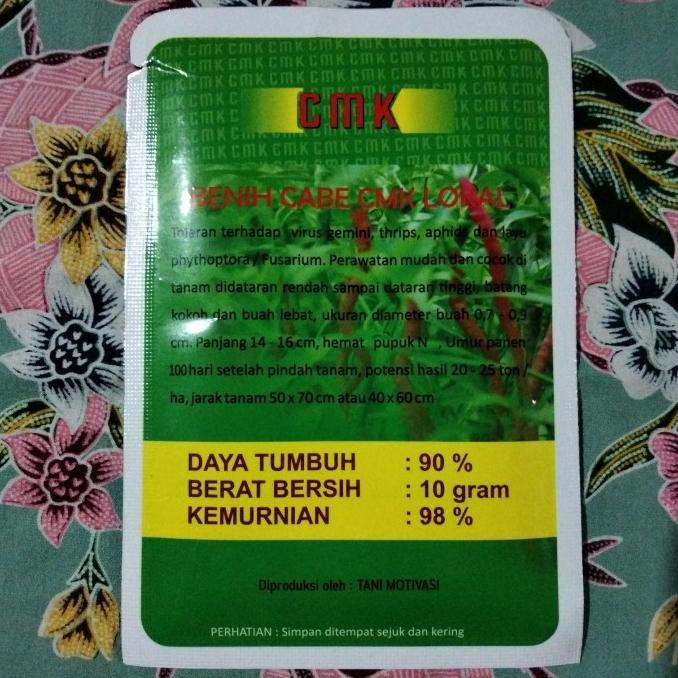 CMK
BENIH CABE CMK LOKAL
Tolaran terhadap virus gemini, thrips, aphids dan layu
phythoptora / Fusarium. Perawatan mudah dan cocok di
tanam didataran rendah sampai dataran tinggi, batang
kokoh dan buah lebat, ukuran diameter buah 0,7 - 0,9
cm. Panjang 14 - 16 cm, hemat pupuk N , Umur panen
100 hari setelah pindah tanam, potensi hasil 20 - 25 ton /
ha, jarak tanam 50 x 70 cm atau 40 x 60 cm
DAYA TUMBUH : 90 %
BERAT BERSIH : 10 gram
KEMURNIAN : 98 %
Diproduksi oleh : TANI MOTIVASI
PERHATIAN : Simpan ditempat sejuk dan kering